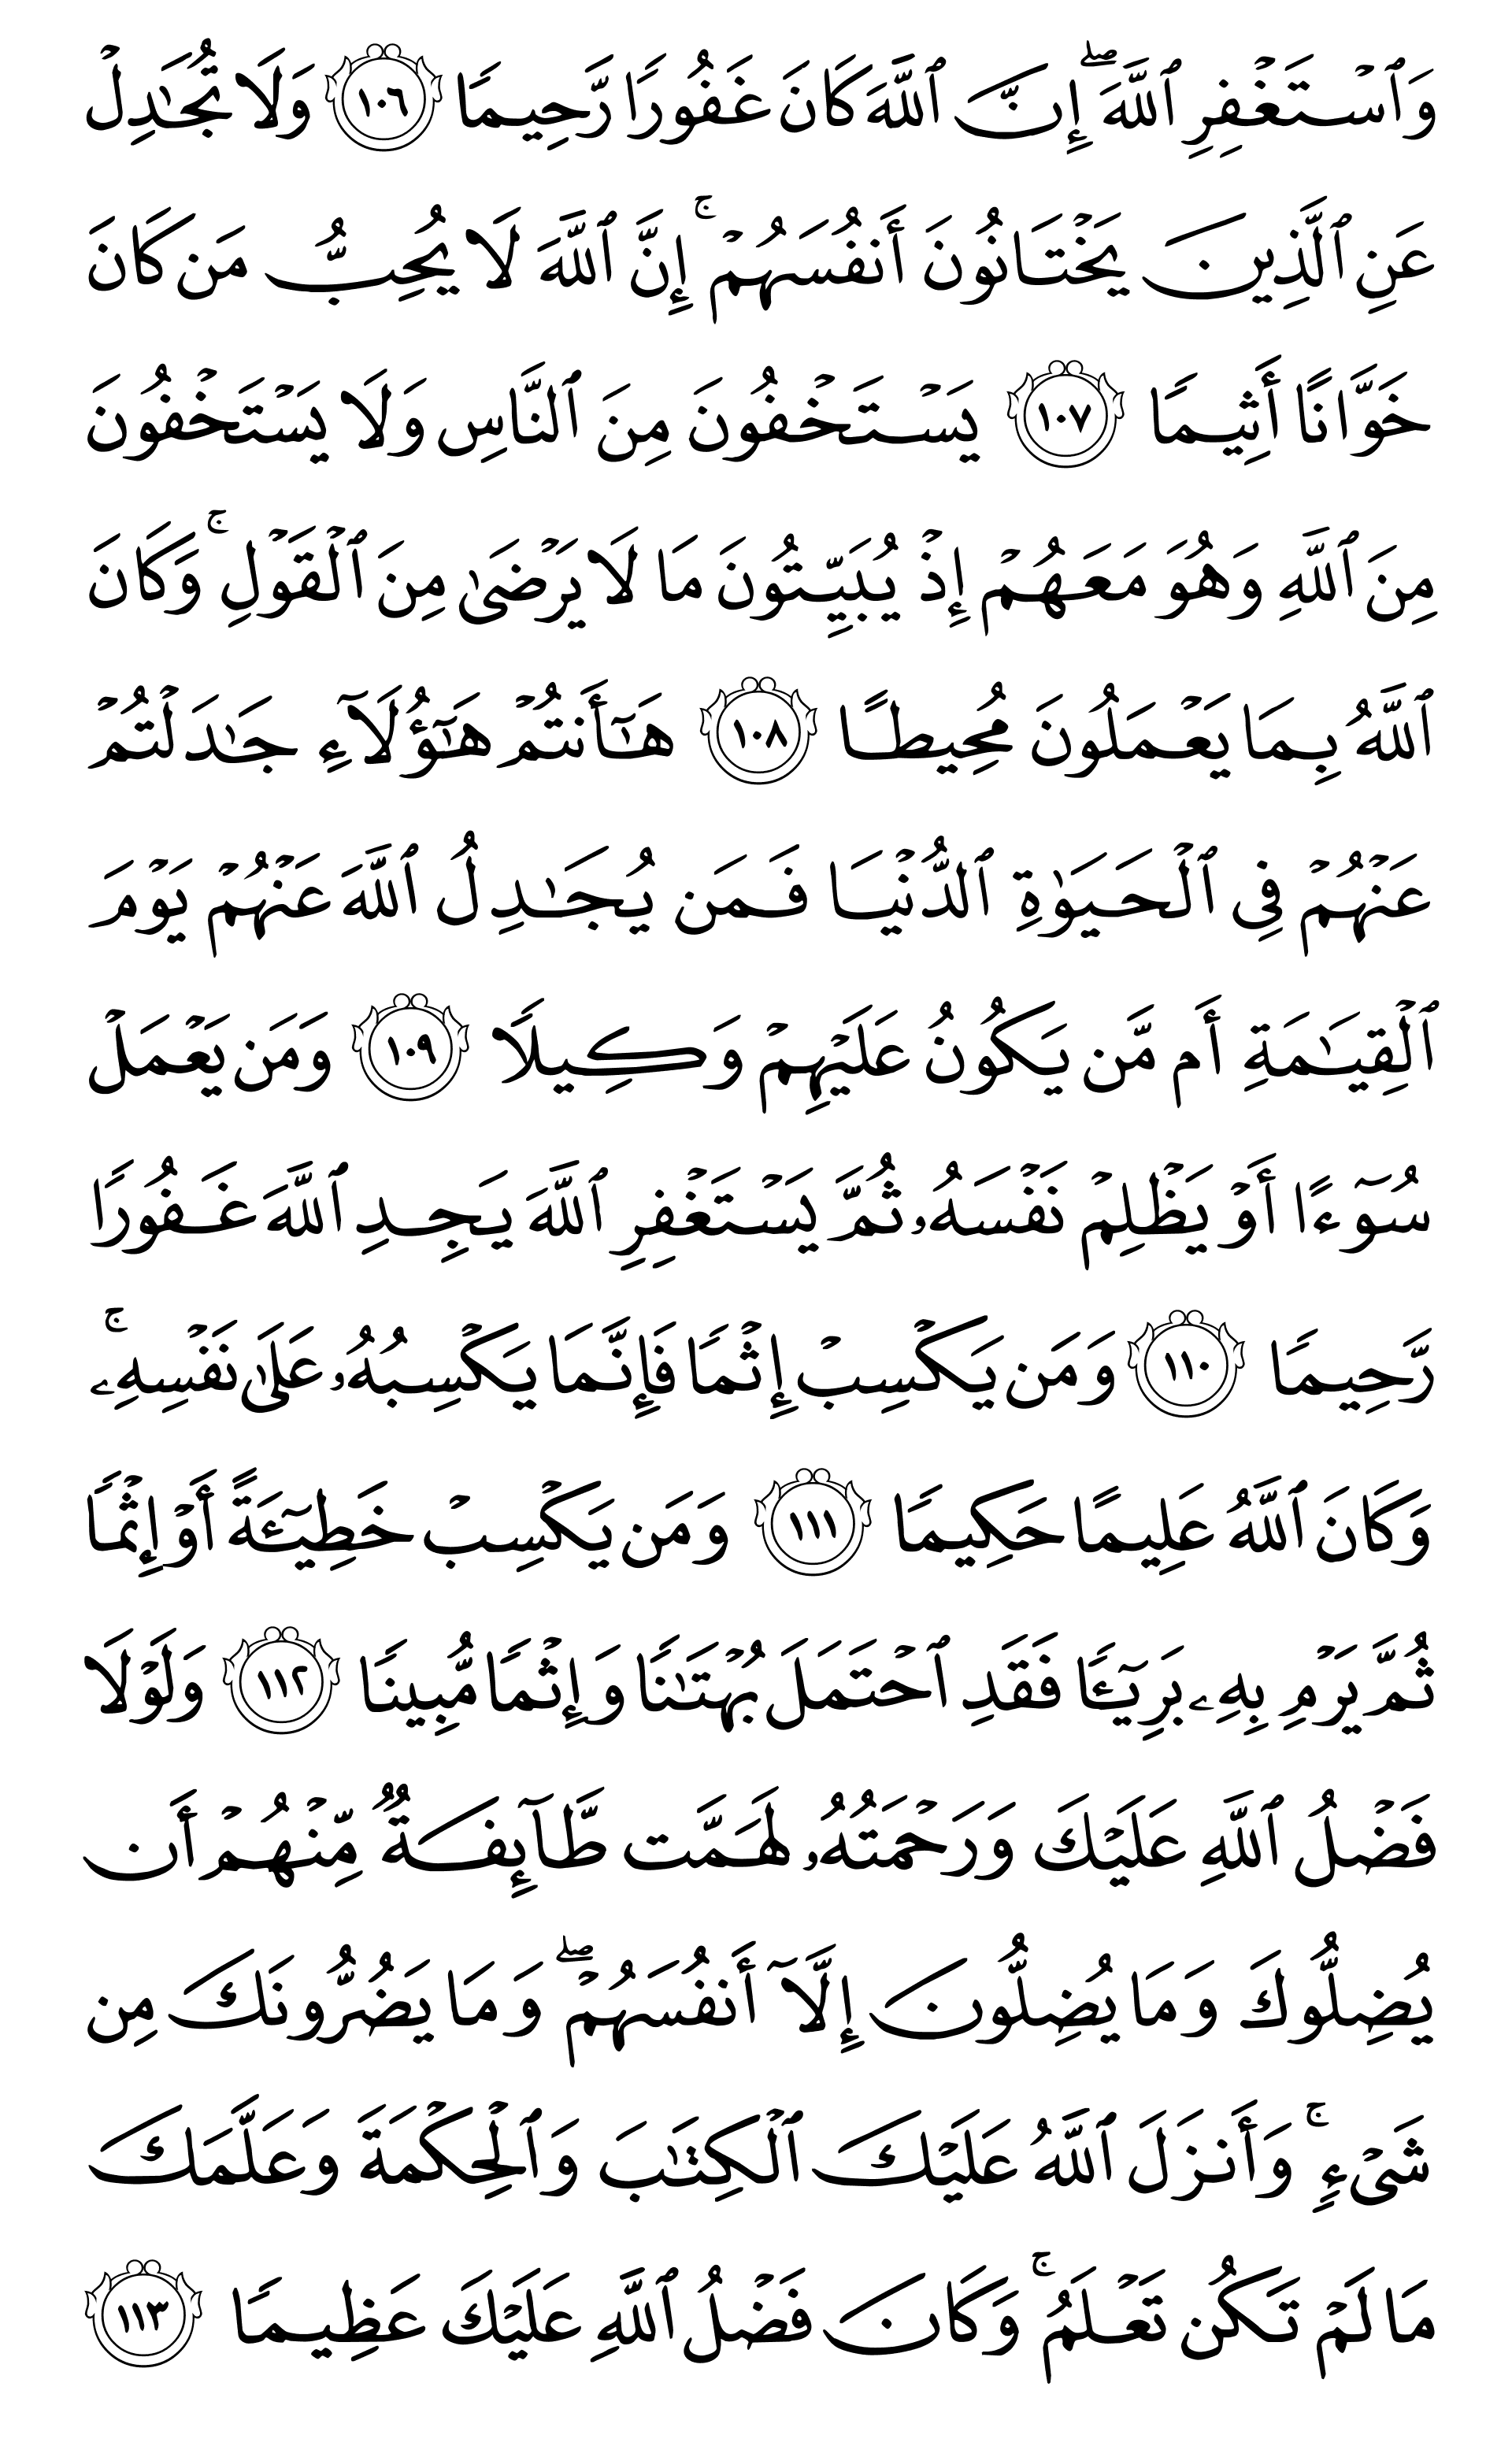 وَٱسۡتَغۡفِرِ ٱللَّهَۖ إِنَّ ٱللَّهَ كَانَ غَفُورٗا رَّحِيمٗا ١٠٦ وَلَا تُجَٰدِلۡ
عَنِ ٱلَّذِينَ يَخۡتَانُونَ أَنفُسَهُمۡۚ إِنَّ ٱللَّهَ لَا يُحِبُّ مَن كَانَ
خَوَّانًا أَثِيمٗا ١٠٧ يَسۡتَخۡفُونَ مِنَ ٱلنَّاسِ وَلَا يَسۡتَخۡفُونَ
مِنَ ٱللَّهِ وَهُوَ مَعَهُمۡ إِذۡ يُبَيِّتُونَ مَا لَا يَرۡضَىٰ مِنَ ٱلۡقَوۡلِۚ وَكَانَ
ٱللَّهُ بِمَا يَعۡمَلُونَ مُحِيطًا ١٠٨ هَٰٓأَنتُمۡ هَٰٓؤُلَآءِ جَٰدَلۡتُمۡ
عَنۡهُمۡ فِي ٱلۡحَيَوٰةِ ٱلدُّنۡيَا فَمَن يُجَٰدِلُ ٱللَّهَ عَنۡهُمۡ يَوۡمَ
ٱلۡقِيَٰمَةِ أَم مَّن يَكُونُ عَلَيۡهِمۡ وَكِيلٗا ١٠٩ وَمَن يَعۡمَلۡ
سُوٓءًا أَوۡ يَظۡلِمۡ نَفۡسَهُۥ ثُمَّ يَسۡتَغۡفِرِ ٱللَّهَ يَجِدِ ٱللَّهَ غَفُورٗا
رَّحِيمٗا ١١٠ وَمَن يَكۡسِبۡ إِثۡمٗا فَإِنَّمَا يَكۡسِبُهُۥ عَلَىٰ نَفۡسِهِۦۚ
وَكَانَ ٱللَّهُ عَلِيمًا حَكِيمٗا ١١١ وَمَن يَكۡسِبۡ خَطِيٓـَٔةً أَوۡ إِثۡمٗا
ثُمَّ يَرۡمِ بِهِۦ بَرِيٓـٔٗا فَقَدِ ٱحۡتَمَلَ بُهۡتَٰنٗا وَإِثۡمٗا مُّبِينٗا ١١٢ وَلَوۡلَا
فَضۡلُ ٱللَّهِ عَلَيۡكَ وَرَحۡمَتُهُۥ لَهَمَّت طَّآئِفَةٞ مِّنۡهُمۡ أَن
يُضِلُّوكَ وَمَا يُضِلُّونَ إِلَّآ أَنفُسَهُمۡۖ وَمَا يَضُرُّونَكَ مِن
شَيۡءٖۚ وَأَنزَلَ ٱللَّهُ عَلَيۡكَ ٱلۡكِتَٰبَ وَٱلۡحِكۡمَةَ وَعَلَّمَكَ
مَا لَمۡ تَكُن تَعۡلَمُۚ وَكَانَ فَضۡلُ ٱللَّهِ عَلَيۡكَ عَظِيمٗا ١١٣